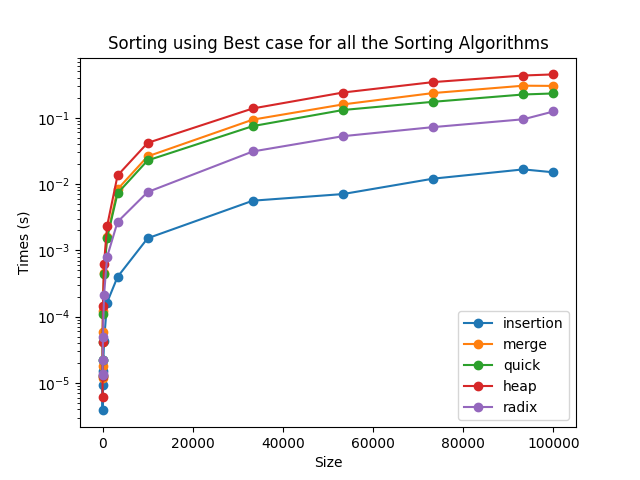 Sorting using Best case for all the Sorting Algorithms
Times (s)
10⁻¹
10⁻²
10⁻³
10⁻⁴
10⁻⁵
insertion
merge
quick
heap
radix
0 20000 40000 60000 80000 100000
Size